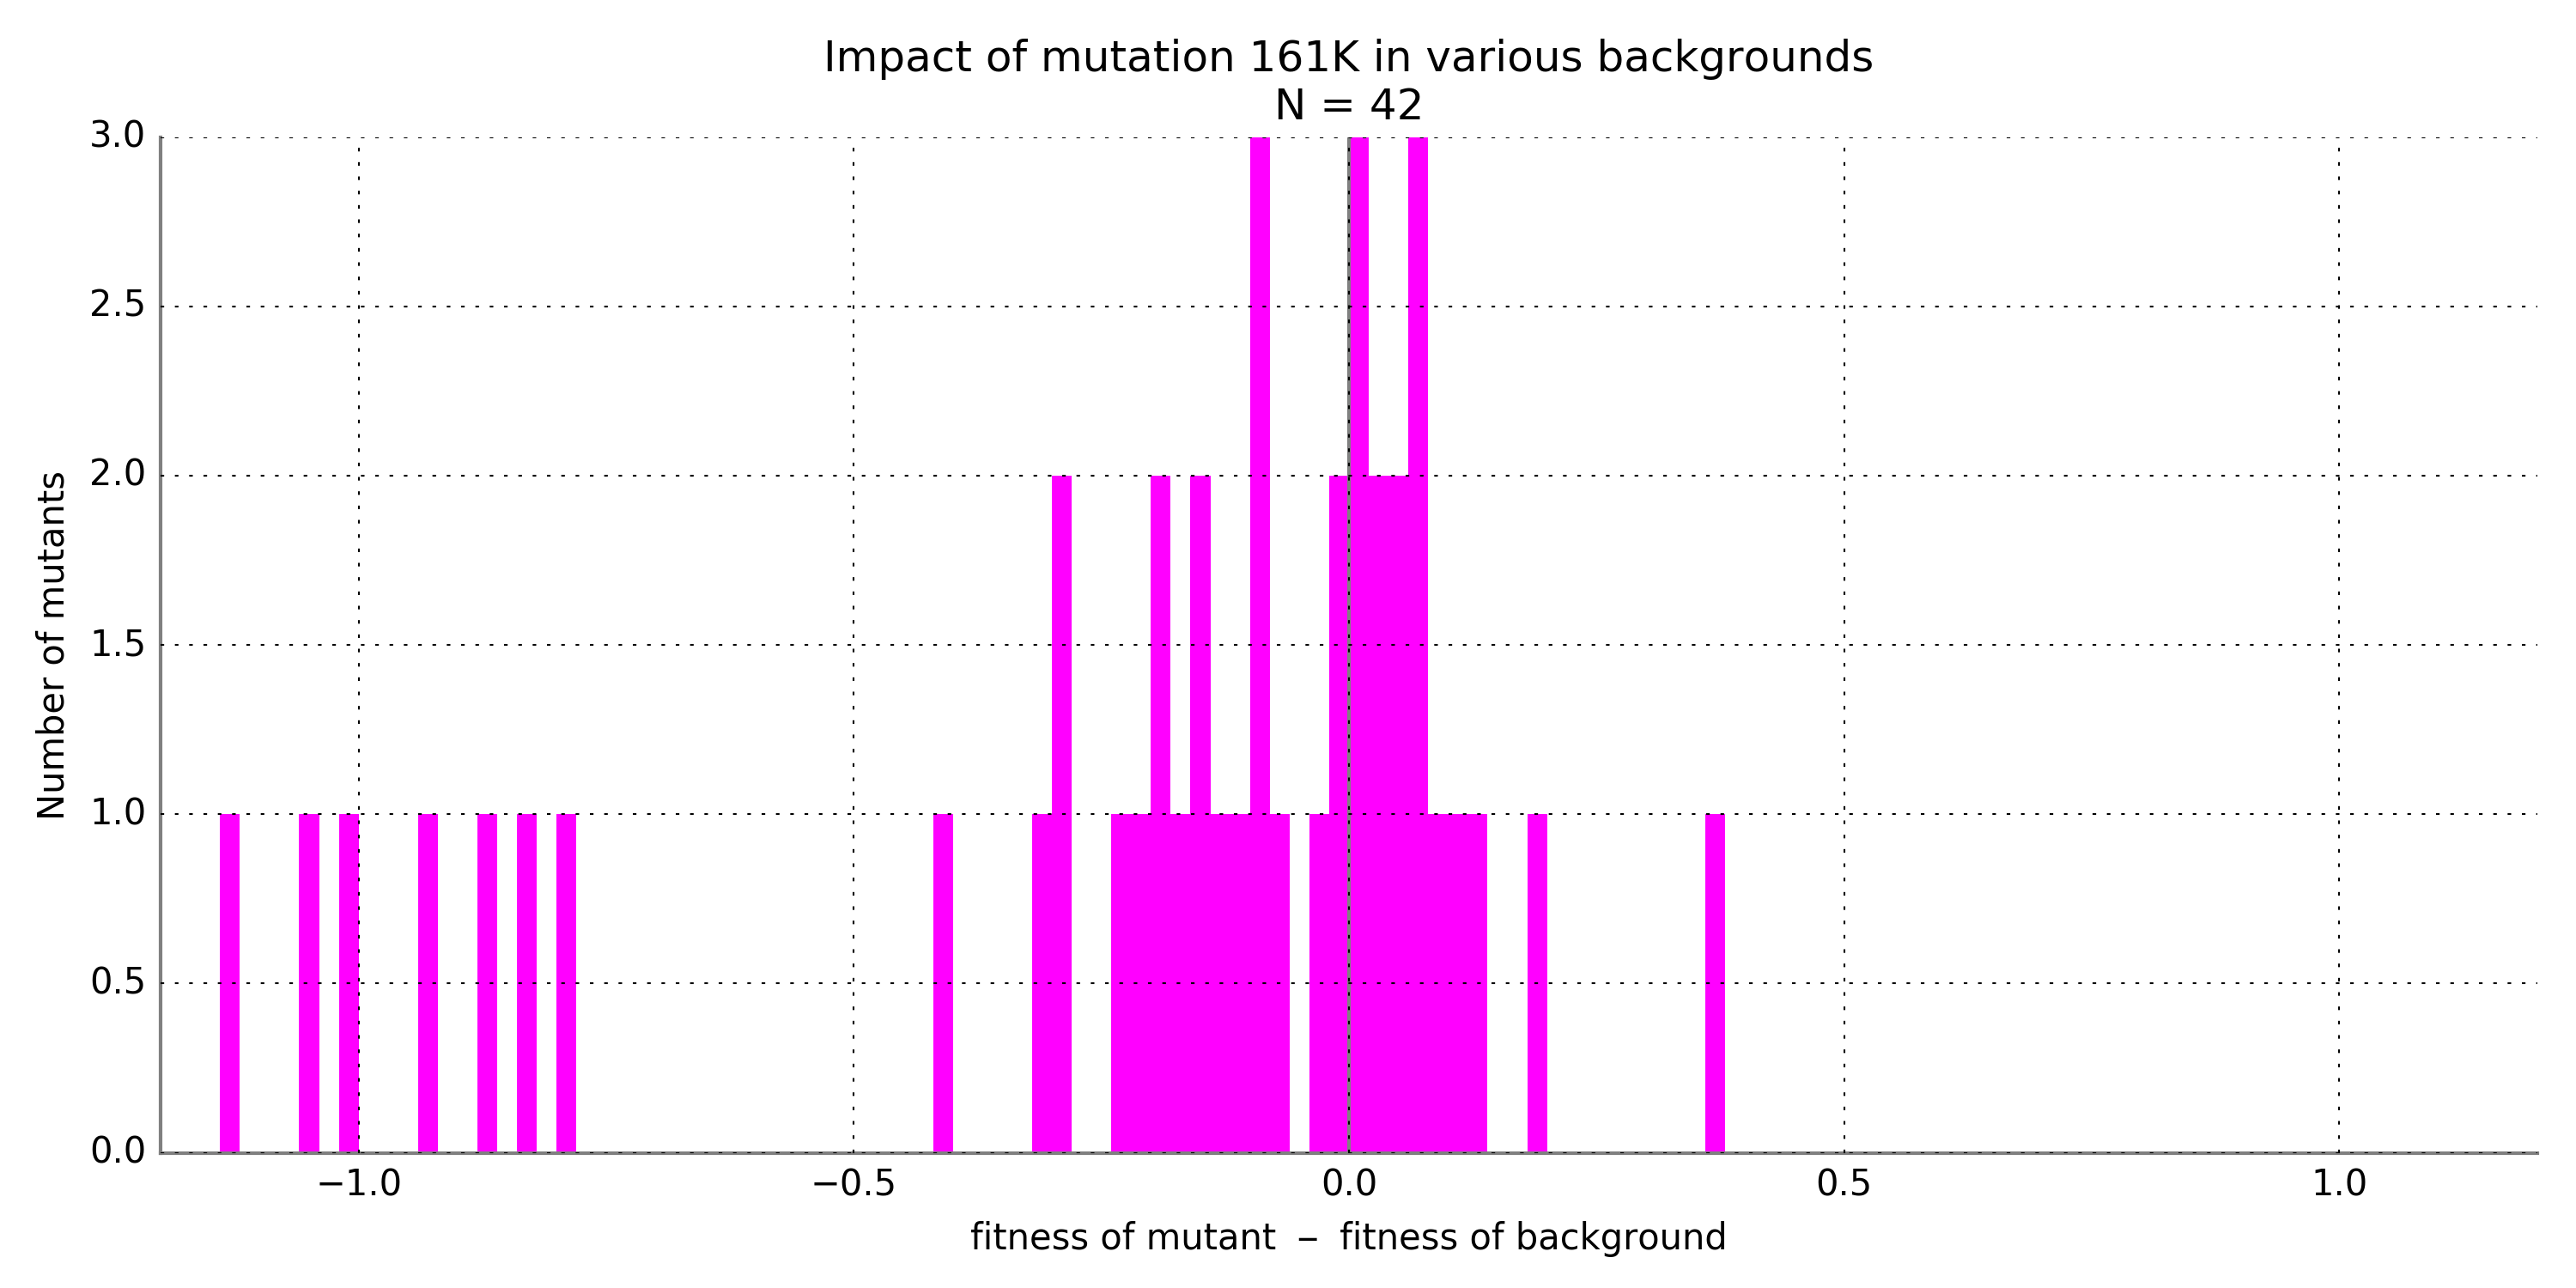 Impact of mutation 161K in various backgrounds
N = 42
3.0
2.5
2.0
1.5
1.0
0.5
0.0
Number of mutants
−1.0 −0.5 0.0 0.5 1.0
fitness of mutant − fitness of background